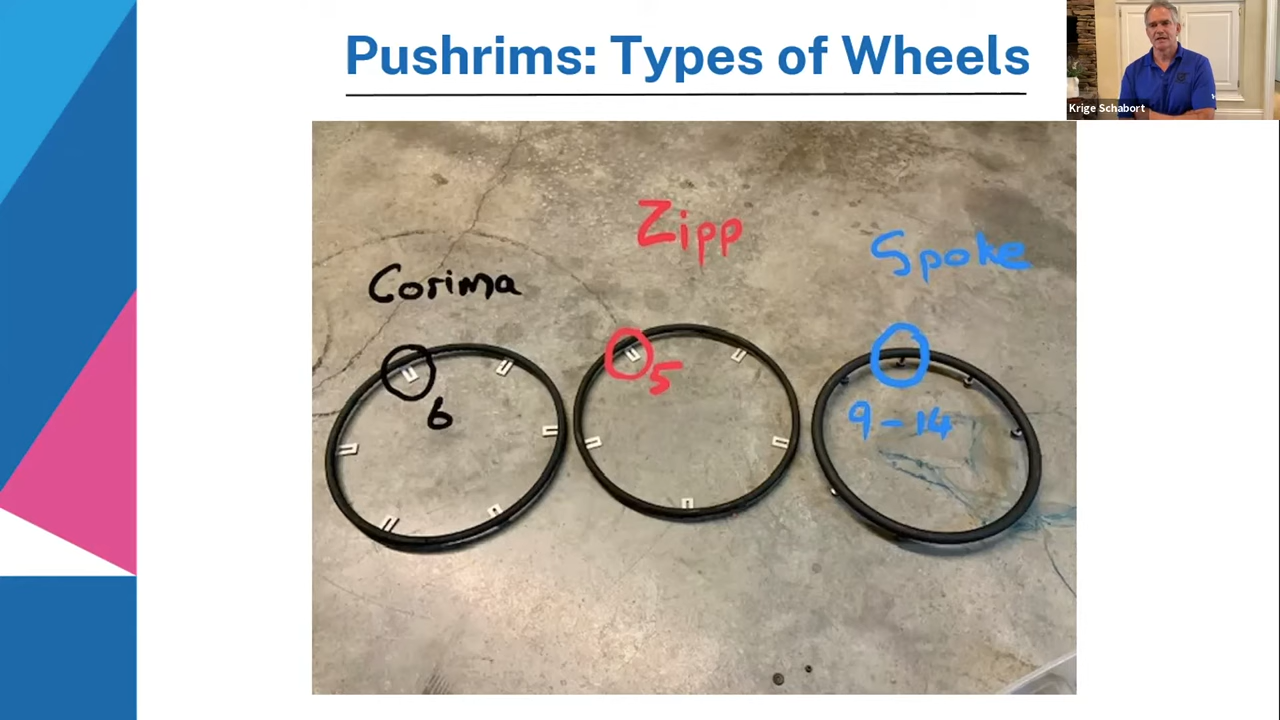 Pushrims: Types of Wheels
Krige Schabort
Zipp
Spoke
Corima
5
6
9-14